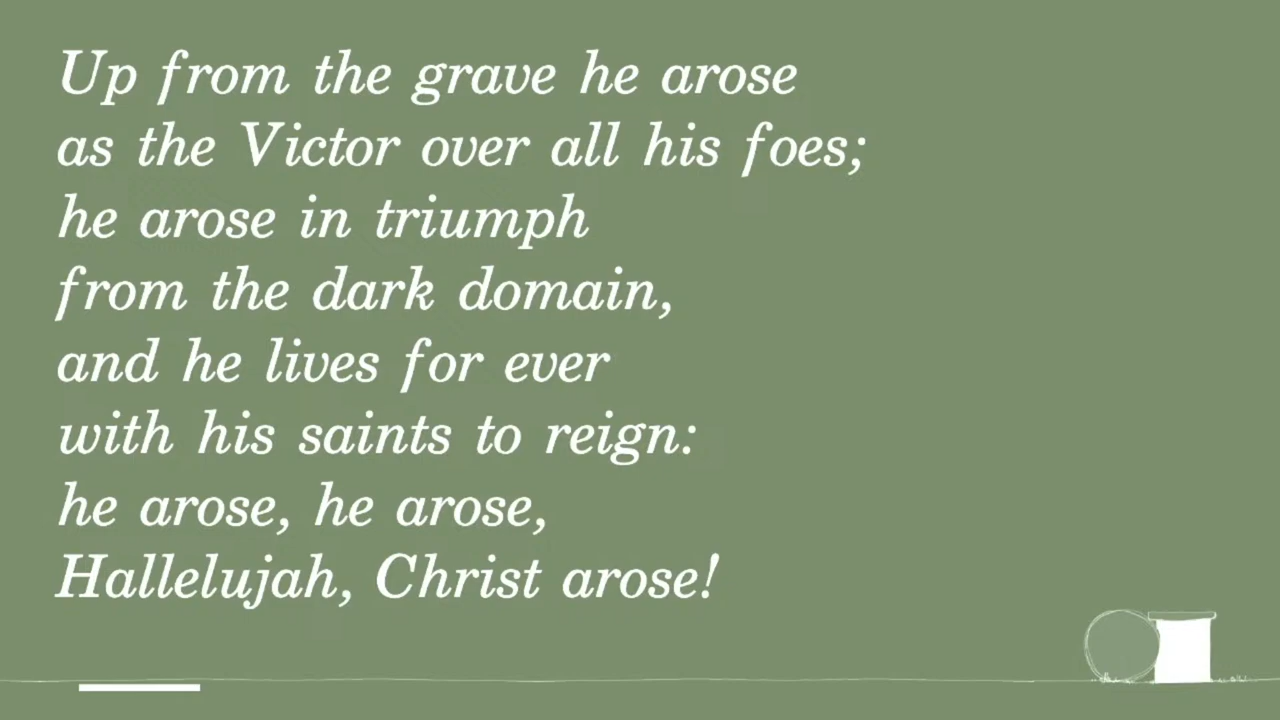 Up from the grave he arose
as the Victor over all his foes;
he arose in triumph
from the dark domain,
and he lives for ever
with his saints to reign:
he arose, he arose,
Hallelujah, Christ arose!